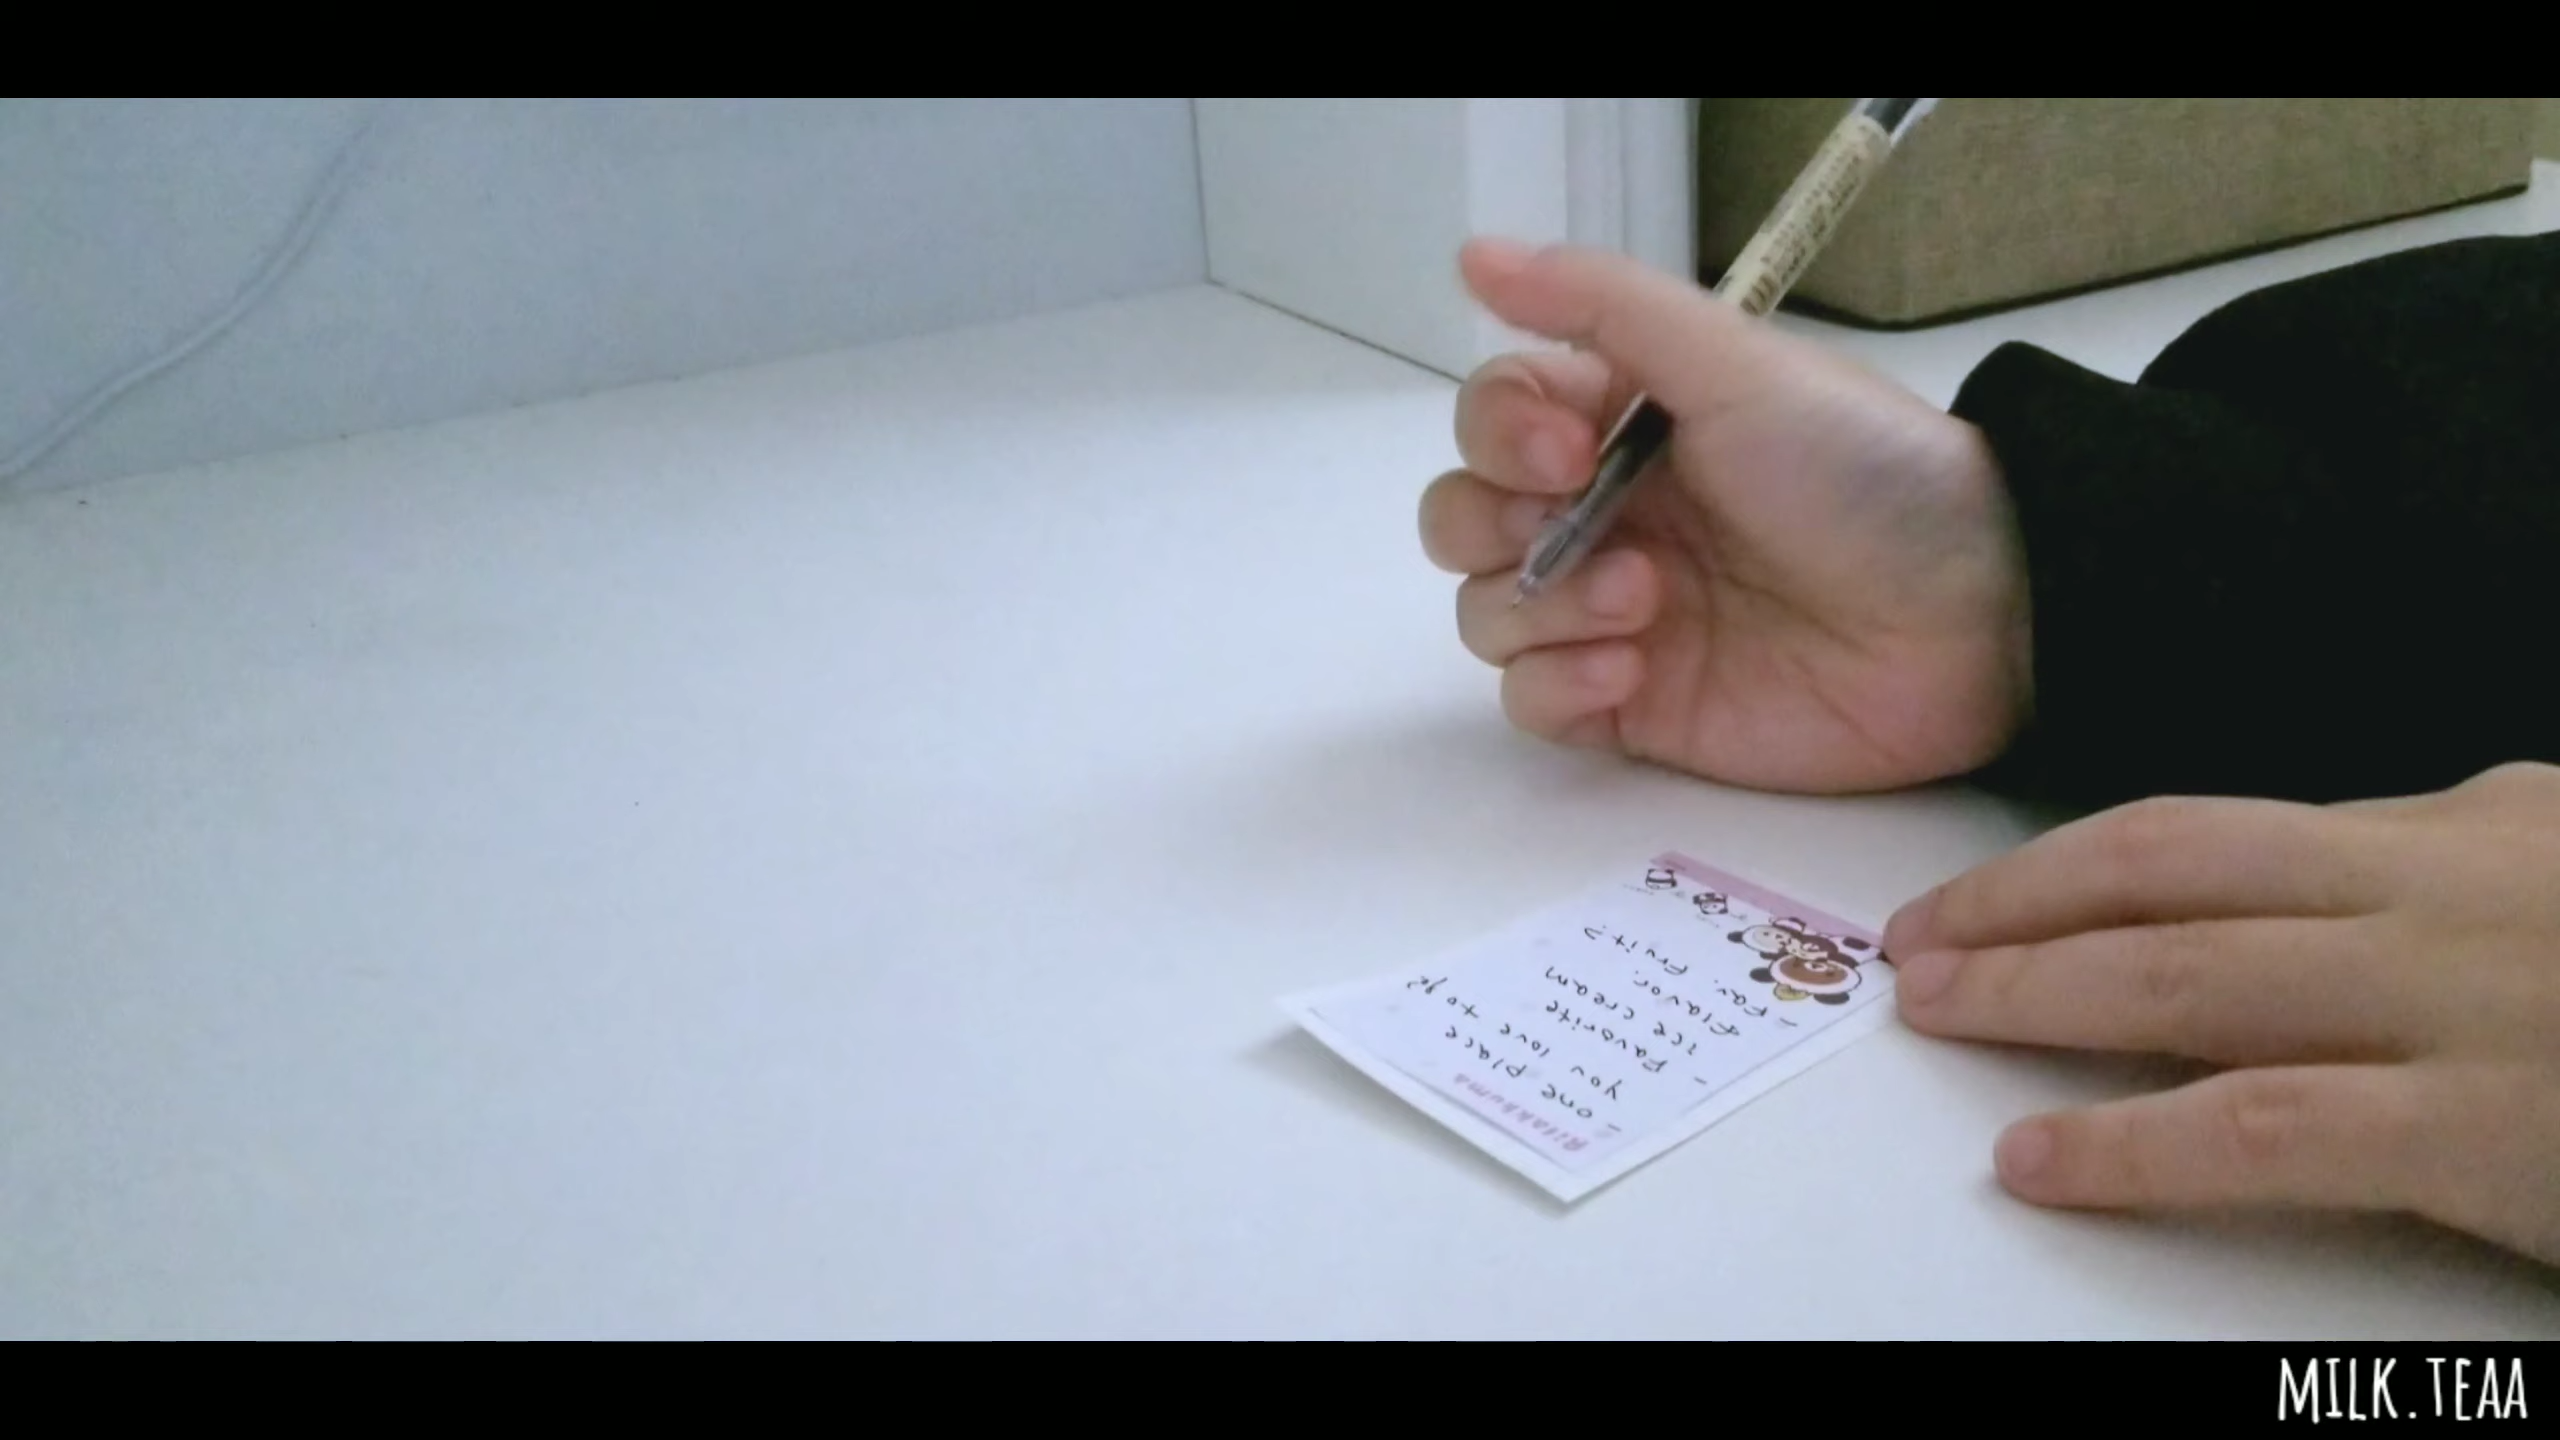 Rilakkuma
- one place
you love to go?
- Favorite
ice cream
flavor.
- Fav. fruit?
MILK.TEAA